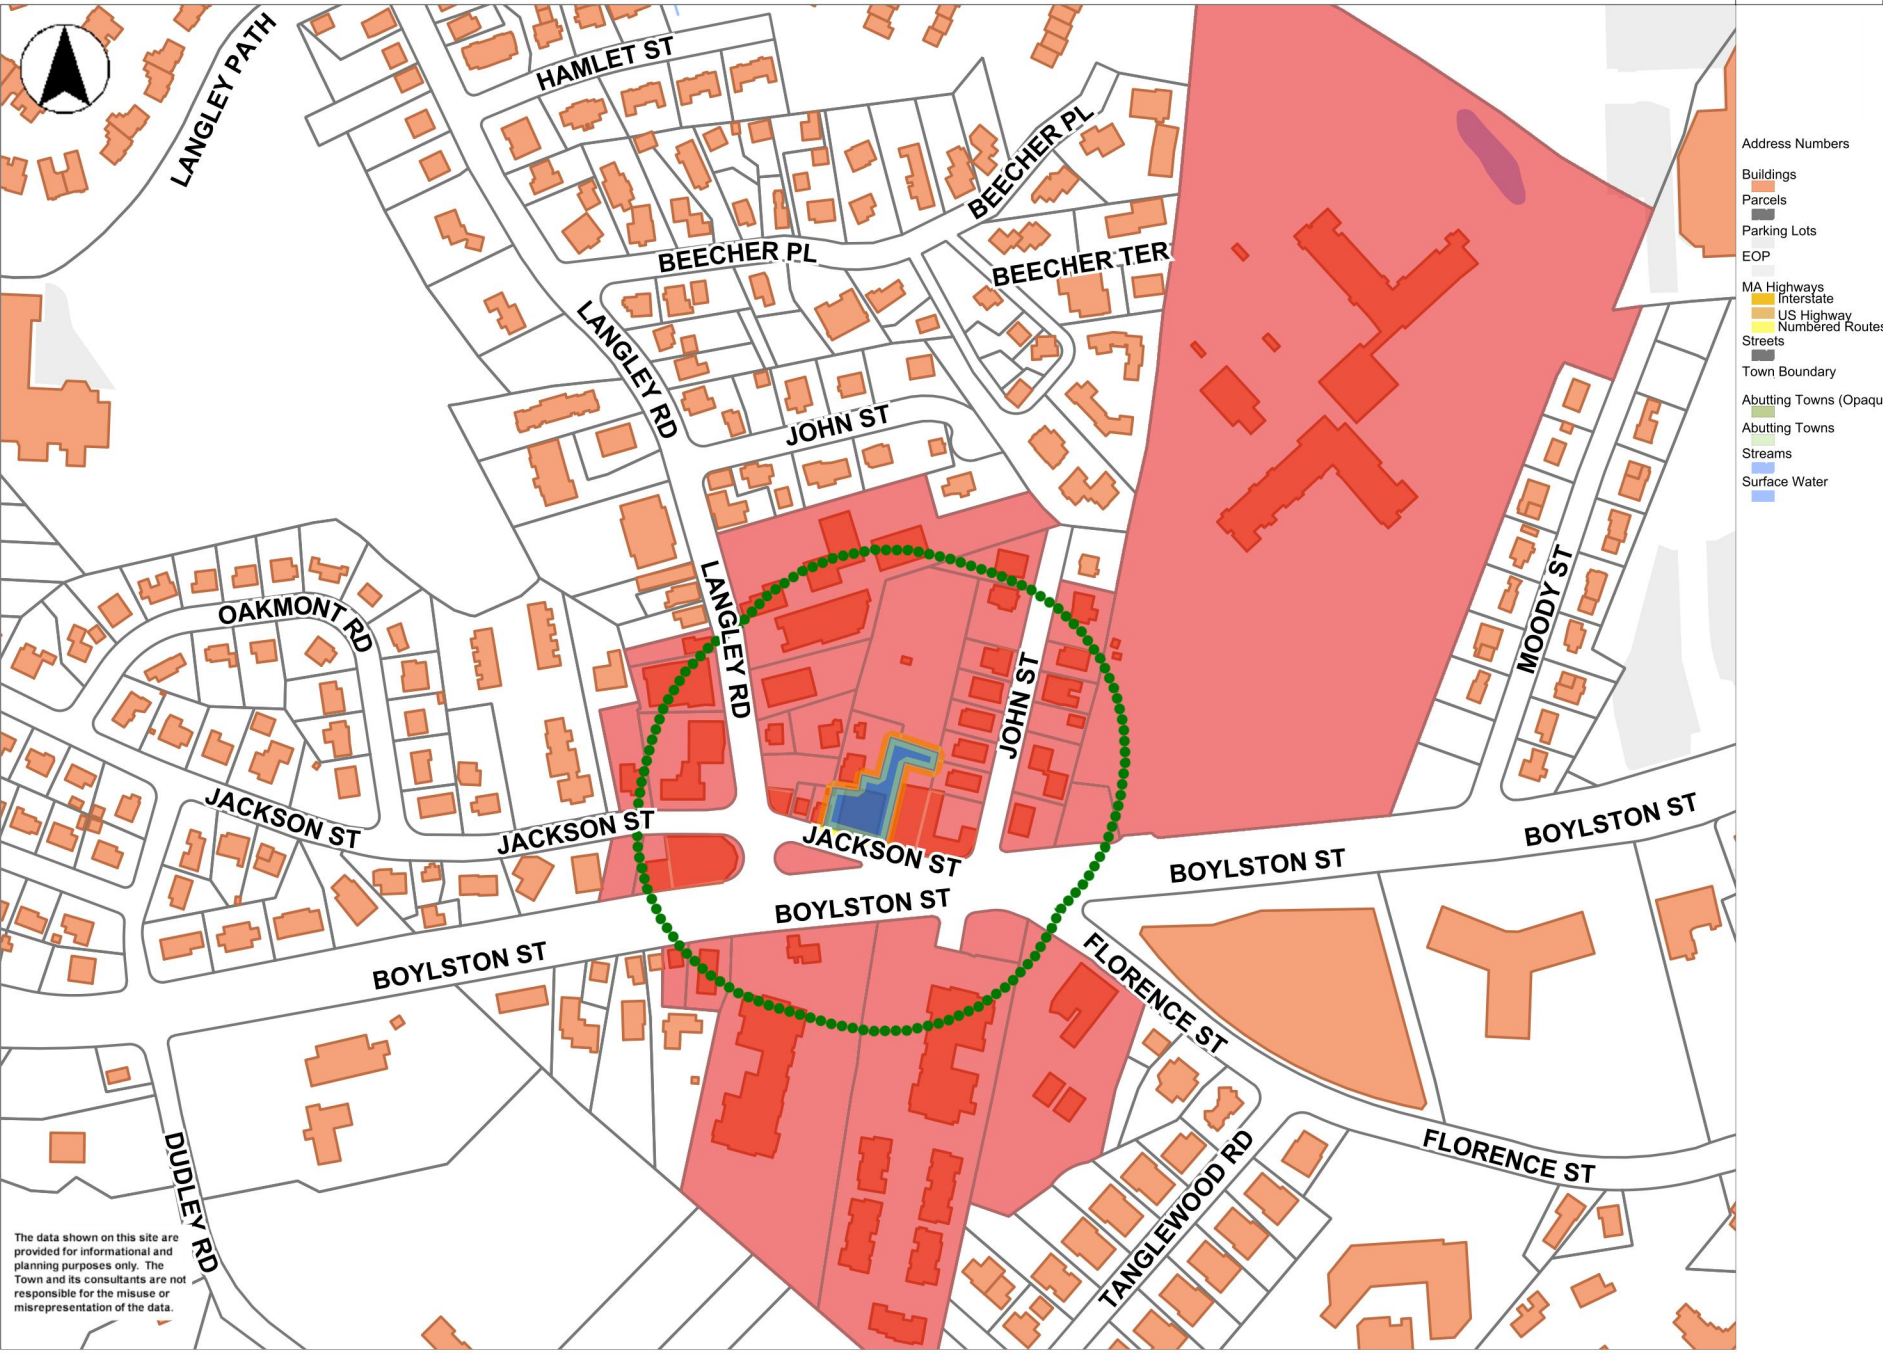 LANGLEY PATH
HAMLET ST
BEECHER PL
BEECHER PL
BEECHER TER
LANGLEY RD
JOHN ST
LANGLEY RD
OAKMONT RD
MOODY ST
JOHN ST
JACKSON ST
JACKSON ST
JACKSON ST
BOYLSTON ST
BOYLSTON ST
BOYLSTON ST
BOYLSTON ST
FLORENCE ST
FLORENCE ST
DUDLEY RD
TANGLEWOOD RD
The data shown on this site are
provided for informational and
planning purposes only. The
Town and its consultants are not
responsible for the misuse or
misrepresentation of the data.
Address Numbers
Buildings
Parcels
Parking Lots
EOP
MA Highways
Interstate
US Highway
Numbered Routes
Streets
Town Boundary
Abutting Towns (Opaqu
Abutting Towns
Streams
Surface Water